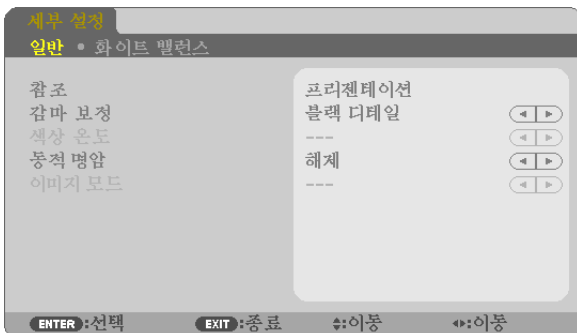 세부 설정
일반 • 화이트 밸런스
참조 프리젠테이션
감마 보정 블랙 디테일
색상 온도 ---
동적 명암 해제
이미지 모드 ---
ENTER :선택 EXIT :종료 :이동 :이동